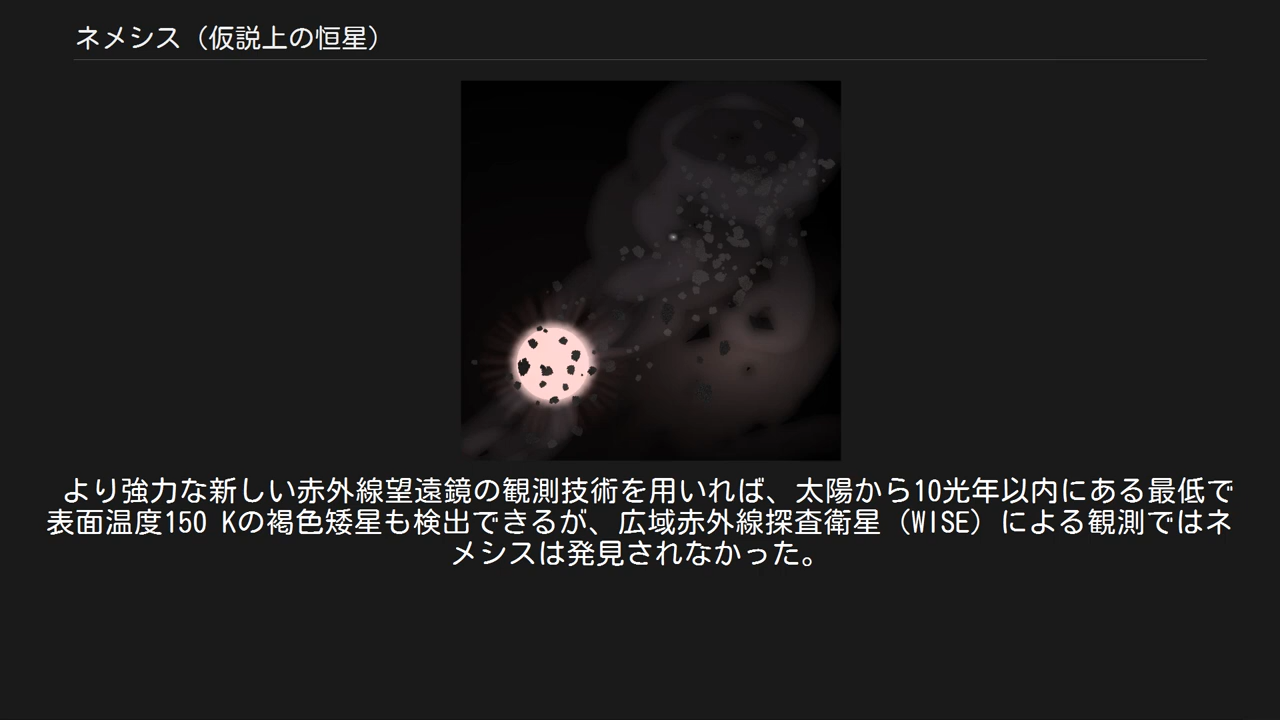 ネメシス（仮説上の恒星）
より強力な新しい赤外線望遠鏡の観測技術を用いれば、太陽から10光年以内にある最低で
表面温度150 Kの褐色矮星も検出できるが、広域赤外線探査衛星（WISE）による観測ではネ
メシスは発見されなかった。